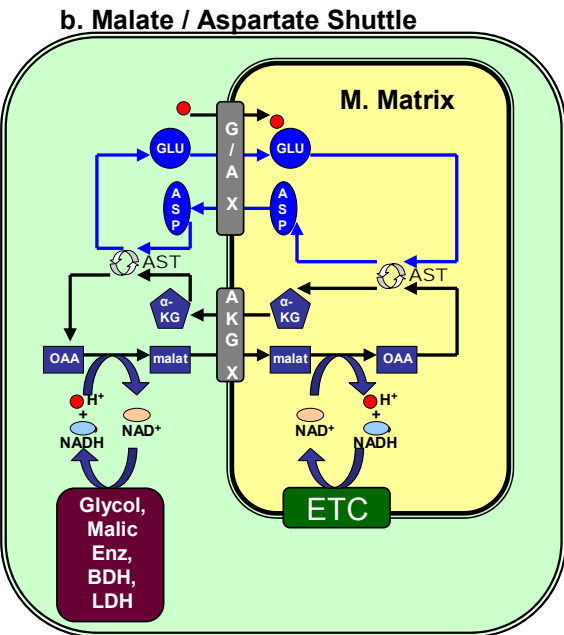 b. Malate / Aspartate Shuttle
M. Matrix
G
/
A
X
GLU
GLU
A
S
P
A
S
P
AST
AST
α-
KG
α-
KG
A
K
G
X
OAA
malat
malat
OAA
H⁺
+
NADH
NAD⁺
NAD⁺
H⁺
+
NADH
ETC
Glycol,
Malic
Enz,
BDH,
LDH